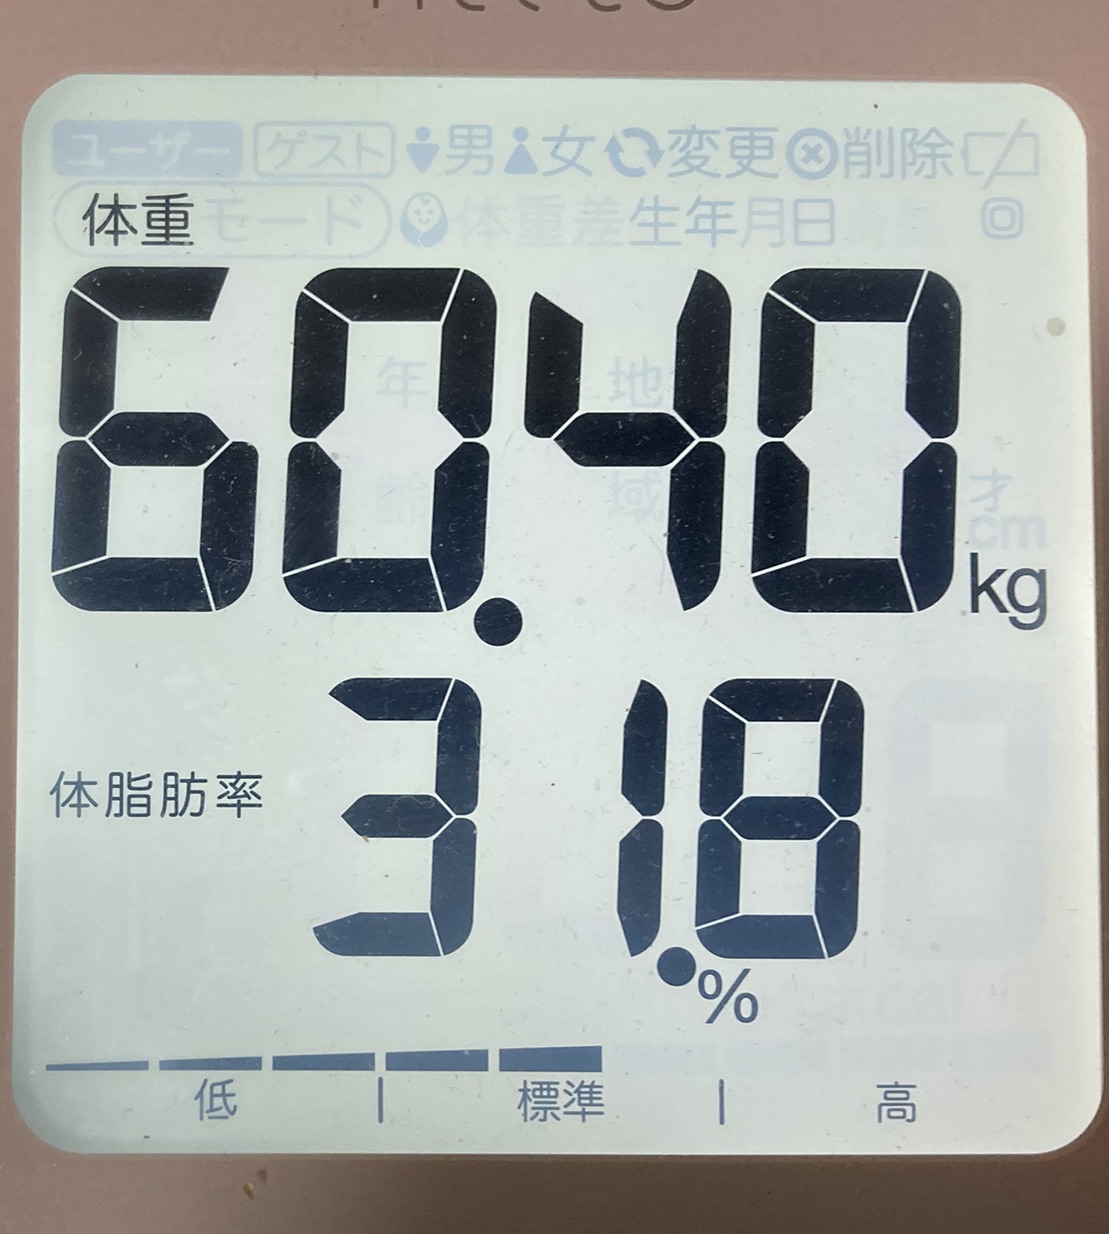 ユーザー ゲスト 男 女 変更 削除
体重 モード 体重差 生年月日
60.40 kg
年 地
齢 域 才
cm
体脂肪率 31.8 %
低 標準 高